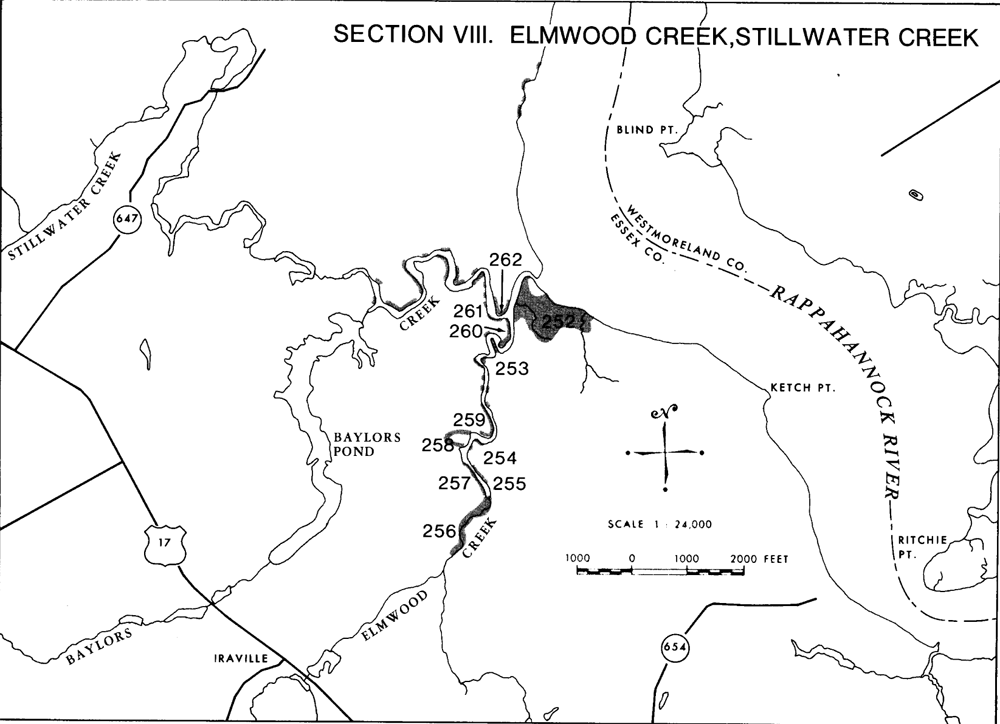 SECTION VIII. ELMWOOD CREEK, STILLWATER CREEK
BLIND PT.
STILLWATER CREEK
647
WESTMORELAND CO.
ESSEX CO.
262
RAPPAHANNOCK RIVER
CREEK
261
252
260
253
KETCH PT.
259
BAYLORS
POND
258
254
257
255
N
SCALE 1 : 24,000
256
CREEK
17
RITCHIE
PT.
1000 0 1000 2000 FEET
ELMWOOD
BAYLORS
IRAVILLE
654